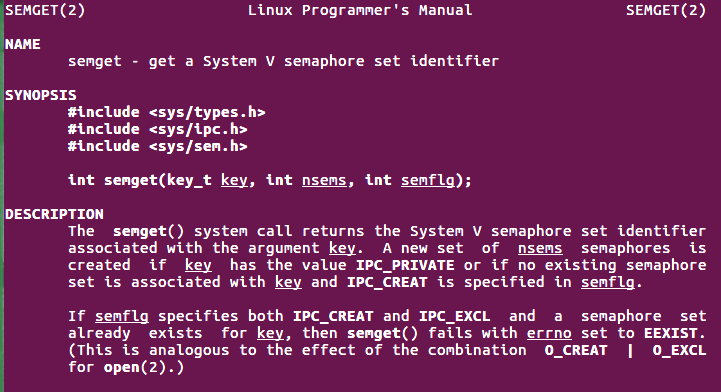 SEMGET(2) Linux Programmer's Manual SEMGET(2)
NAME
semget - get a System V semaphore set identifier
SYNOPSIS
#include <sys/types.h>
#include <sys/ipc.h>
#include <sys/sem.h>
int semget(key_t key, int nsems, int semflg);
DESCRIPTION
The semget() system call returns the System V semaphore set identifier
associated with the argument key. A new set of nsems semaphores is
created if key has the value IPC_PRIVATE or if no existing semaphore
set is associated with key and IPC_CREAT is specified in semflg.
If semflg specifies both IPC_CREAT and IPC_EXCL and a semaphore set
already exists for key, then semget() fails with errno set to EEXIST.
(This is analogous to the effect of the combination O_CREAT | O_EXCL
for open(2).)